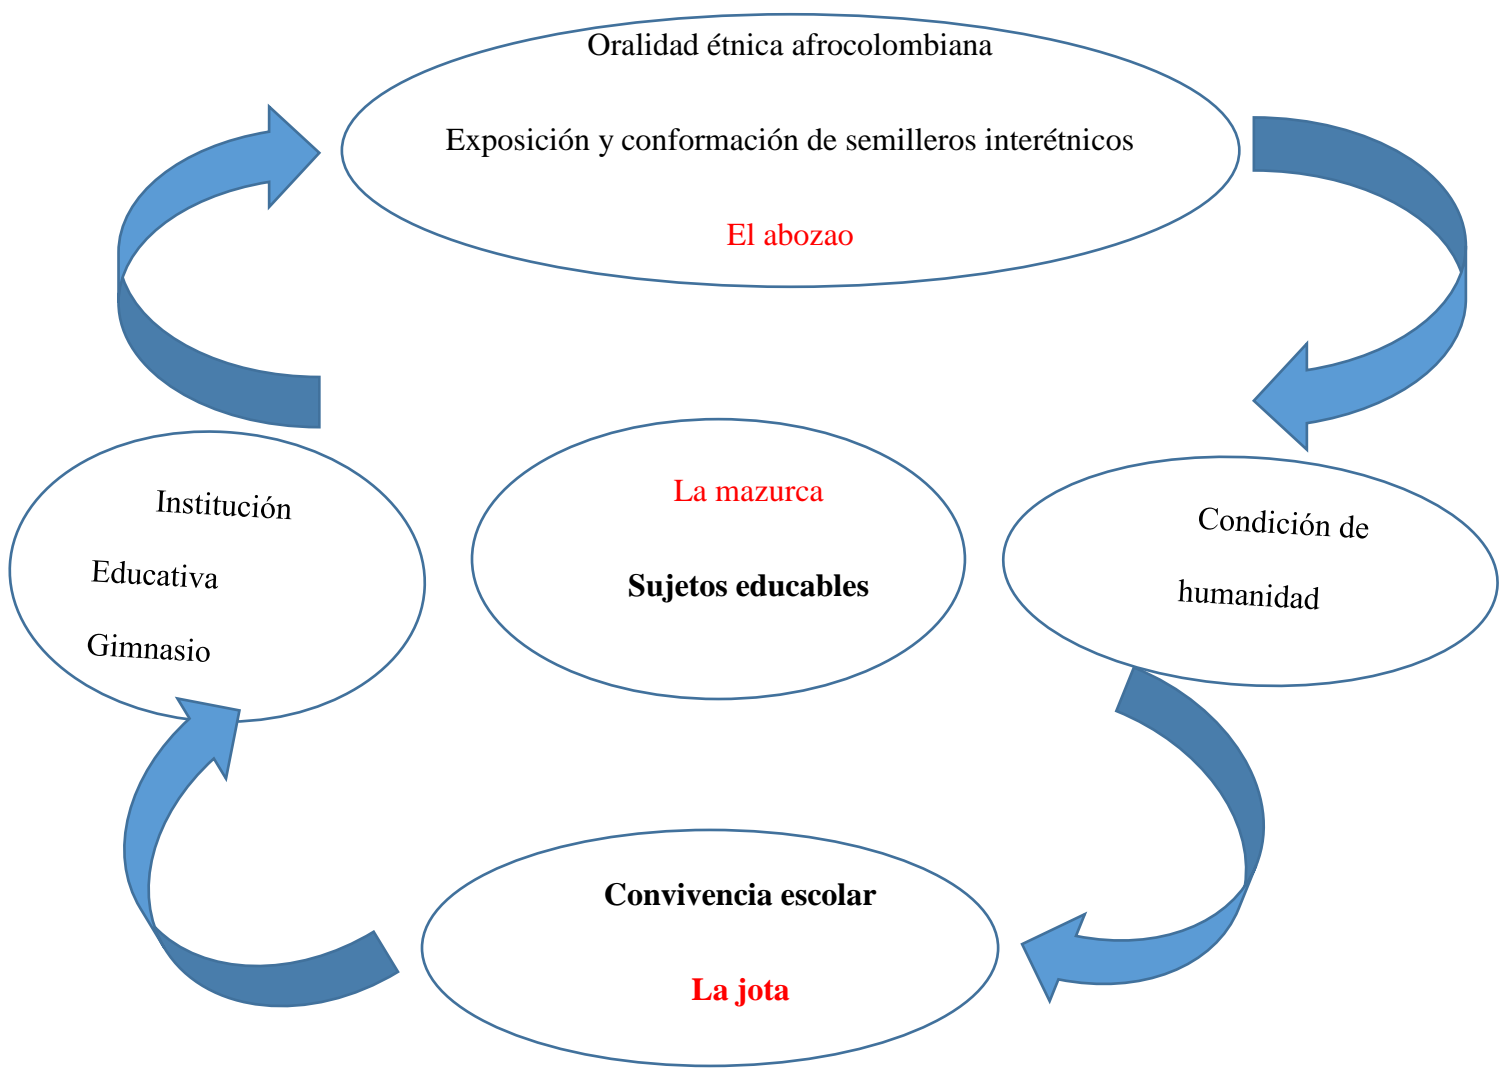 Oralidad étnica afrocolombiana
Exposición y conformación de semilleros interétnicos
El abozao
Institución
Educativa
Gimnasio
La mazurca
Sujetos educables
Condición de
humanidad
Convivencia escolar
La jota